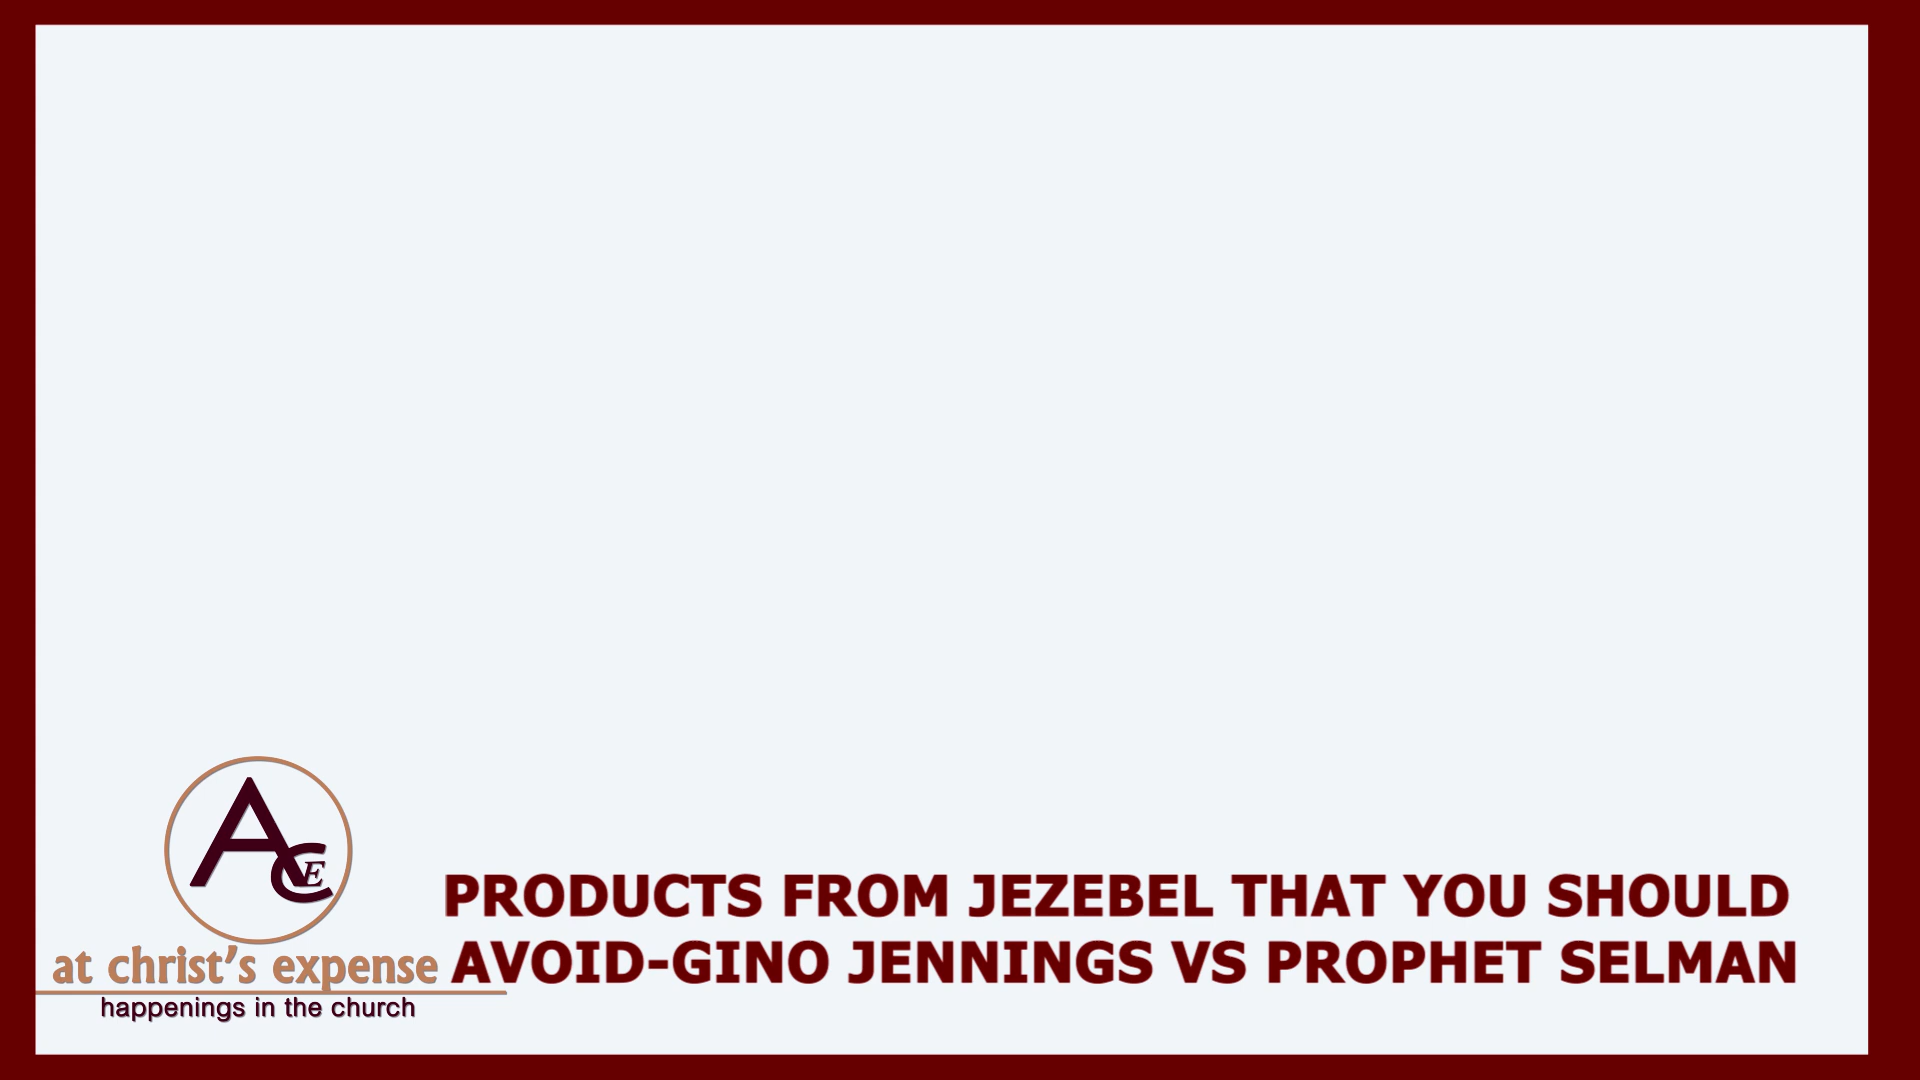 ACE
at christ's expense
happenings in the church
PRODUCTS FROM JEZEBEL THAT YOU SHOULD
AVOID-GINO JENNINGS VS PROPHET SELMAN